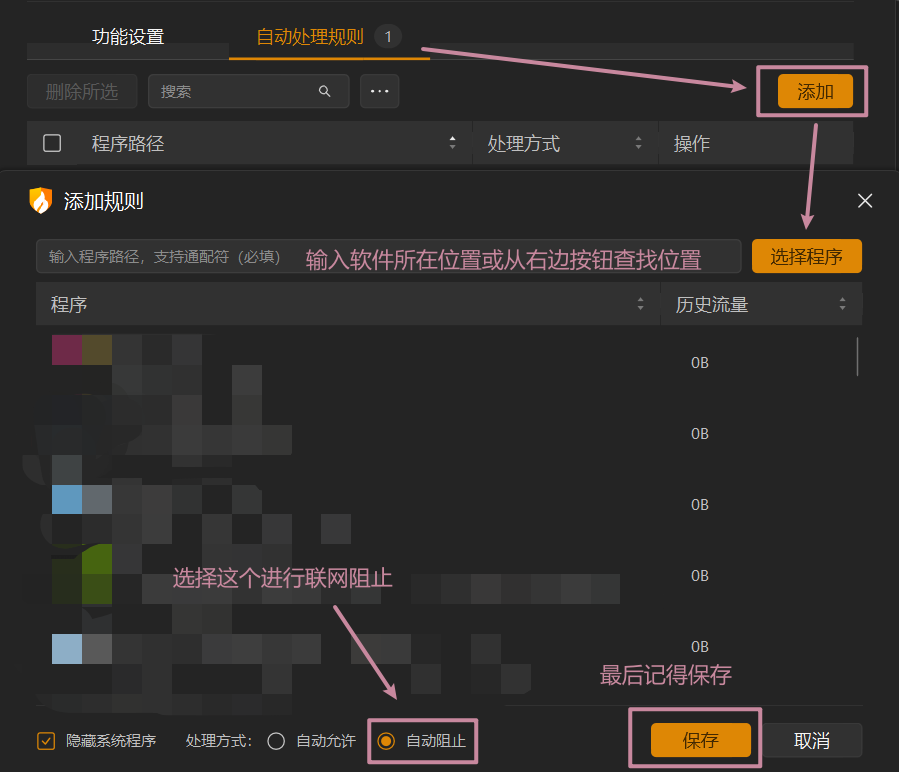 功能设置 自动处理规则 1
删除所选 搜索 ... 添加
程序路径 处理方式 操作
添加规则
输入程序路径，支持通配符（必填） 输入软件所在位置或从右边按钮查找位置 选择程序
程序 历史流量
0B
0B
0B
选择这个进行联网阻止 0B
0B
最后记得保存
隐藏系统程序 处理方式： 自动允许 自动阻止 保存 取消